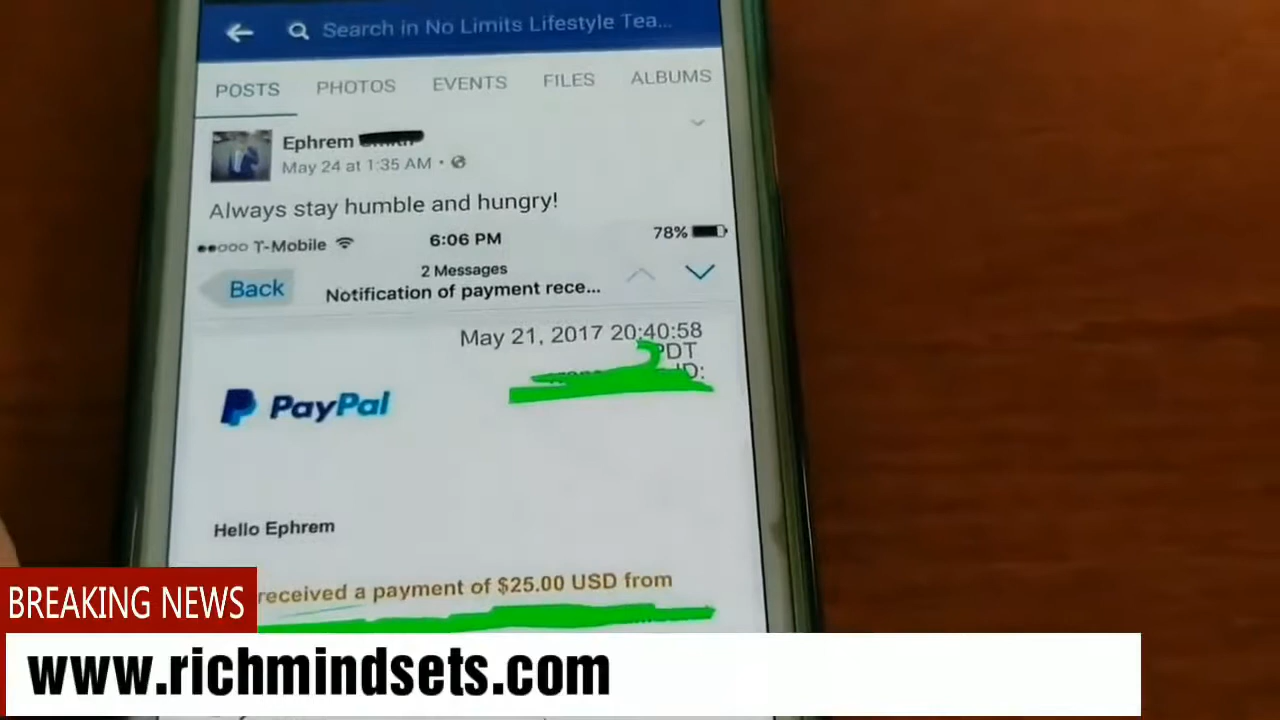 Search in No Limits Lifestyle Tea...
POSTS PHOTOS EVENTS FILES ALBUMS
Ephrem
May 24 at 1:35 AM
Always stay humble and hungry!
T-Mobile 6:06 PM 78%
2 Messages
Back Notification of payment rece...
May 21, 2017 20:40:58
PDT
ID:
PayPal
Hello Ephrem
received a payment of $25.00 USD from
BREAKING NEWS
www.richmindsets.com